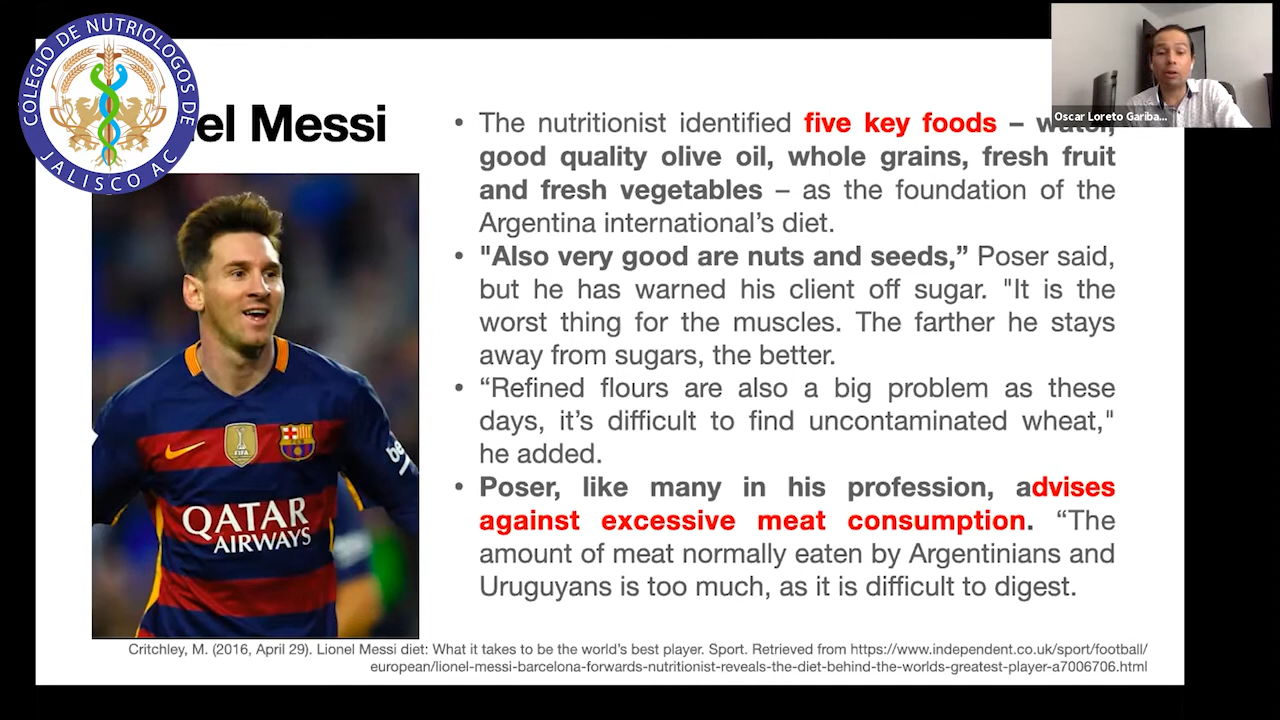 COLEGIO DE NUTRIOLOGOS DE
JALISCO AC
el Messi
Oscar Loreto Gariba...
• The nutritionist identified five key foods – water,
good quality olive oil, whole grains, fresh fruit
and fresh vegetables – as the foundation of the
Argentina international’s diet.
• "Also very good are nuts and seeds,” Poser said,
but he has warned his client off sugar. "It is the
worst thing for the muscles. The farther he stays
away from sugars, the better.
• “Refined flours are also a big problem as these
days, it’s difficult to find uncontaminated wheat,"
he added.
• Poser, like many in his profession, advises
against excessive meat consumption. “The
amount of meat normally eaten by Argentinians and
Uruguyans is too much, as it is difficult to digest.
FIFA
QATAR
AIRWAYS
be
Critchley, M. (2016, April 29). Lionel Messi diet: What it takes to be the world’s best player. Sport. Retrieved from https://www.independent.co.uk/sport/football/
european/lionel-messi-barcelona-forwards-nutritionist-reveals-the-diet-behind-the-worlds-greatest-player-a7006706.html